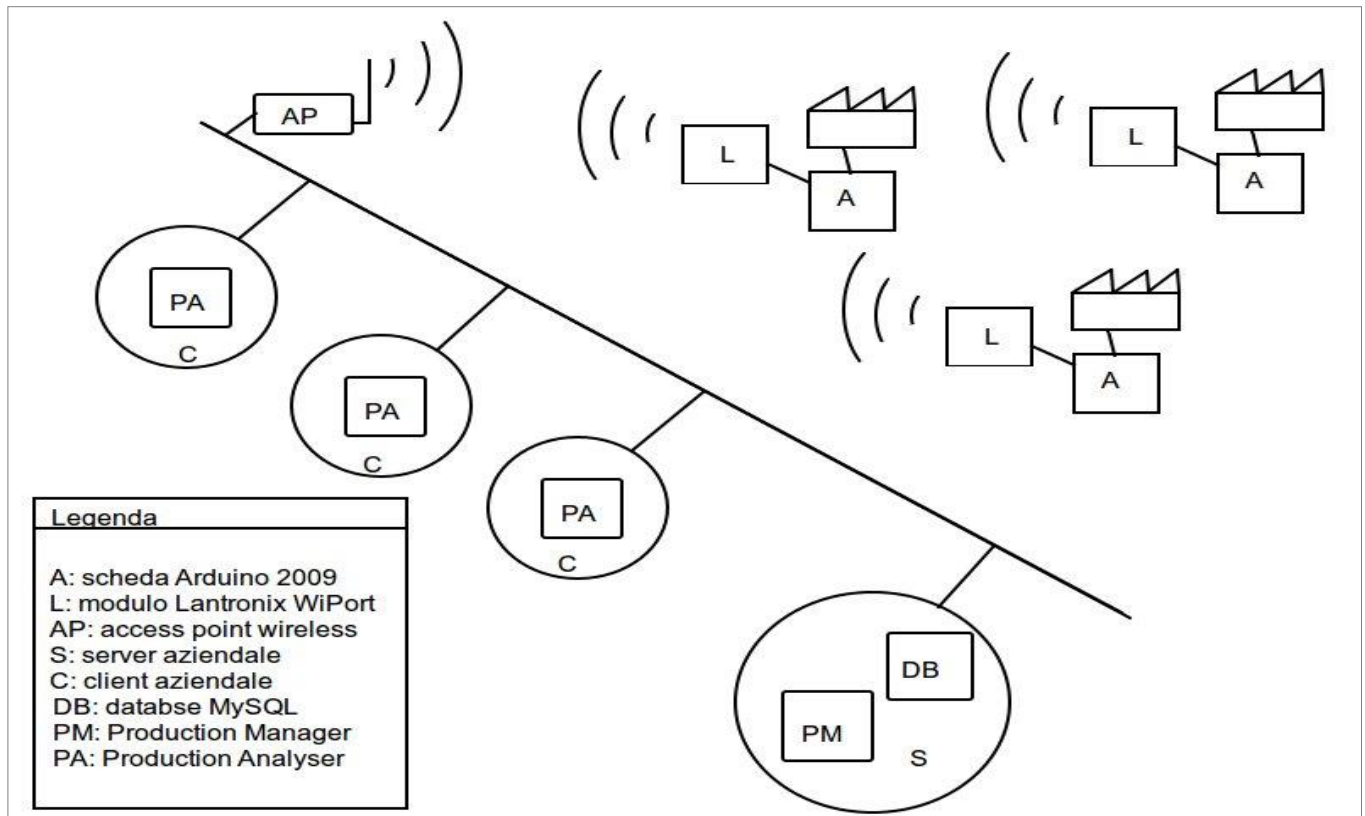 AP
L
A
L
A
L
A
PA
C
PA
C
PA
C
DB
PM
S
Legenda
A: scheda Arduino 2009
L: modulo Lantronix WiPort
AP: access point wireless
S: server aziendale
C: client aziendale
DB: databse MySQL
PM: Production Manager
PA: Production Analyser